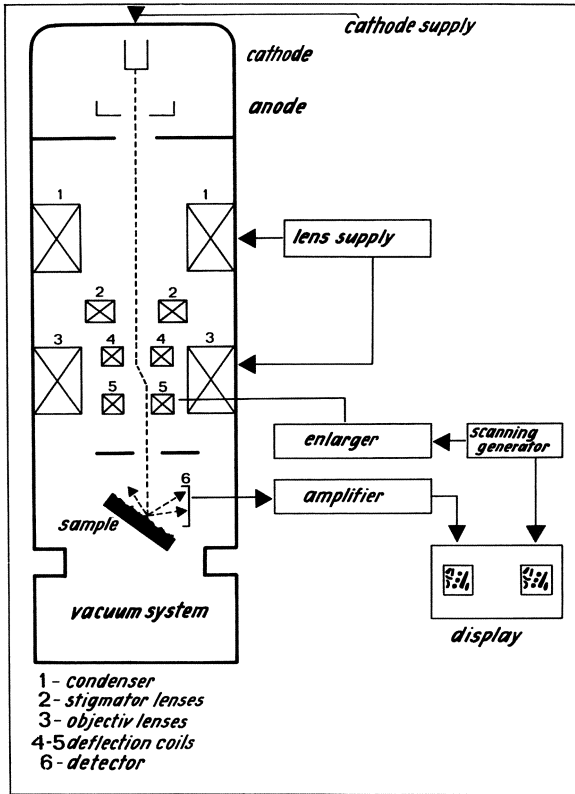 cathode supply
cathode
anode
1 1
lens supply
2 2
3 4 4 3
5 5
enlarger
scanning
generator
6
amplifier
sample
vacuum system
display
1 - condenser
2 - stigmator lenses
3 - objectiv lenses
4-5 deflection coils
6 - detector